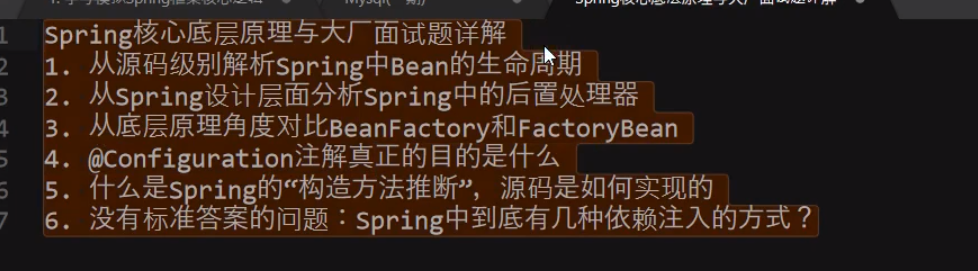 Spring核心底层原理与大厂面试题详解
1. 从源码级别解析Spring中Bean的生命周期
2. 从Spring设计层面分析Spring中的后置处理器
3. 从底层原理角度对比BeanFactory和FactoryBean
4. @Configuration注解真正的目的是什么
5. 什么是Spring的“构造方法推断”，源码是如何实现的
6. 没有标准答案的问题：Spring中到底有几种依赖注入的方式？